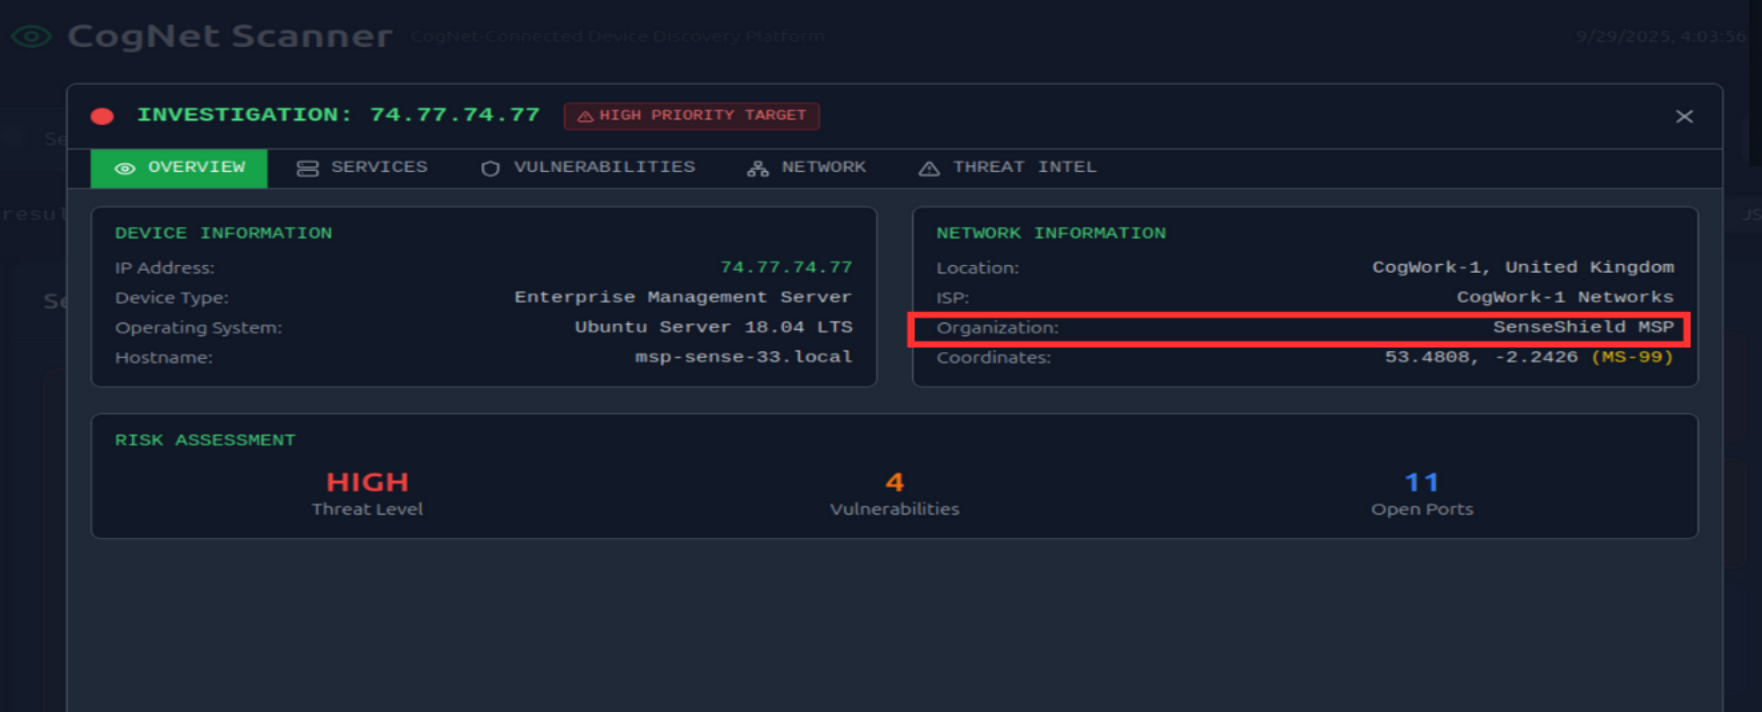 CogNet Scanner CogNet-Connected Device Discovery Platform 9/29/2025, 4:03:56
INVESTIGATION: 74.77.74.77 HIGH PRIORITY TARGET
OVERVIEW SERVICES VULNERABILITIES NETWORK THREAT INTEL
DEVICE INFORMATION
IP Address: 74.77.74.77
Device Type: Enterprise Management Server
Operating System: Ubuntu Server 18.04 LTS
Hostname: msp-sense-33.local
NETWORK INFORMATION
Location: CogWork-1, United Kingdom
ISP: CogWork-1 Networks
Organization: SenseShield MSP
Coordinates: 53.4808, -2.2426 (MS-99)
RISK ASSESSMENT
HIGH
Threat Level
4
Vulnerabilities
11
Open Ports